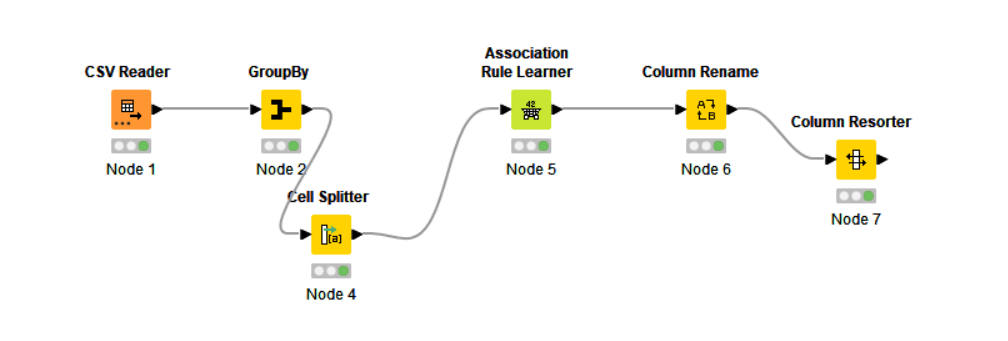 CSV Reader
Node 1
GroupBy
Node 2
Cell Splitter
[a]
Node 4
Association
Rule Learner
42
Node 5
Column Rename
A
B
Node 6
Column Resorter
Node 7